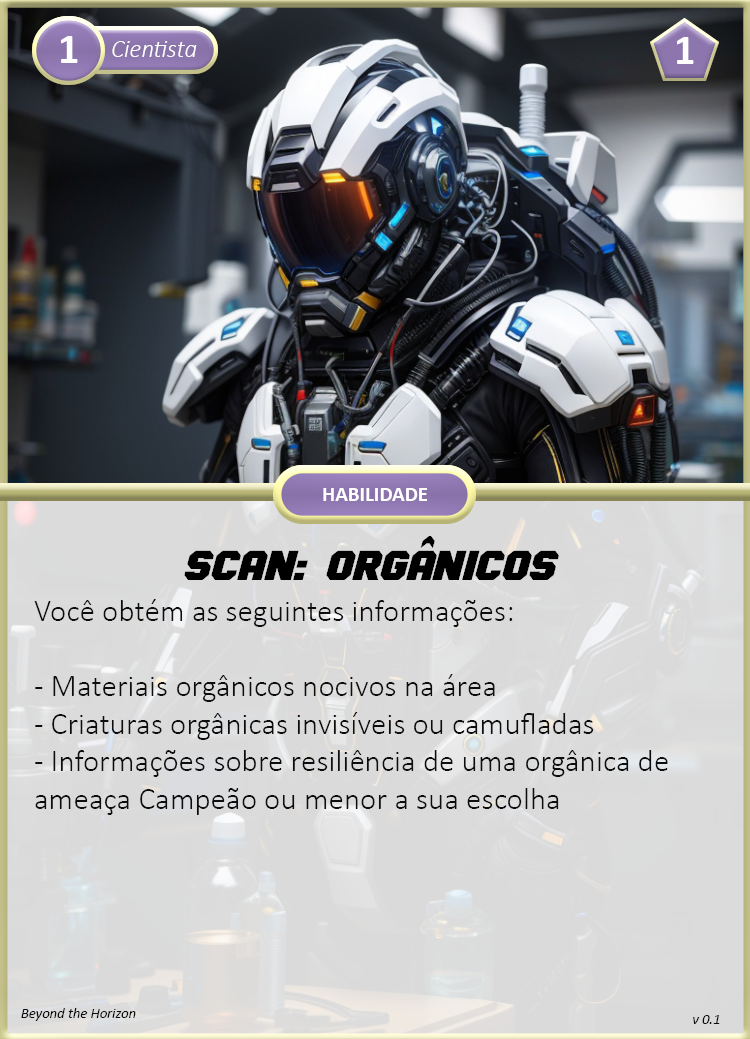 1 Cientista
1
HABILIDADE
SCAN: ORGÂNICOS
Você obtém as seguintes informações:
- Materiais orgânicos nocivos na área
- Criaturas orgânicas invisíveis ou camufladas
- Informações sobre resiliência de uma orgânica de
ameaça Campeão ou menor a sua escolha
Beyond the Horizon
v 0.1